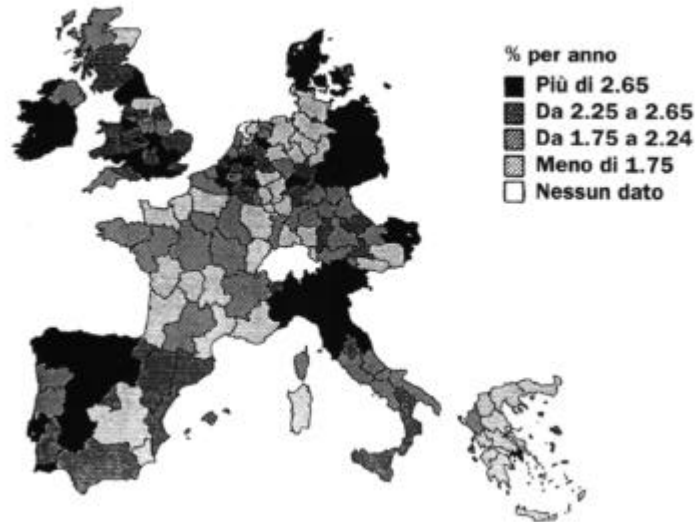 % per anno
Più di 2.65
Da 2.25 a 2.65
Da 1.75 a 2.24
Meno di 1.75
Nessun dato